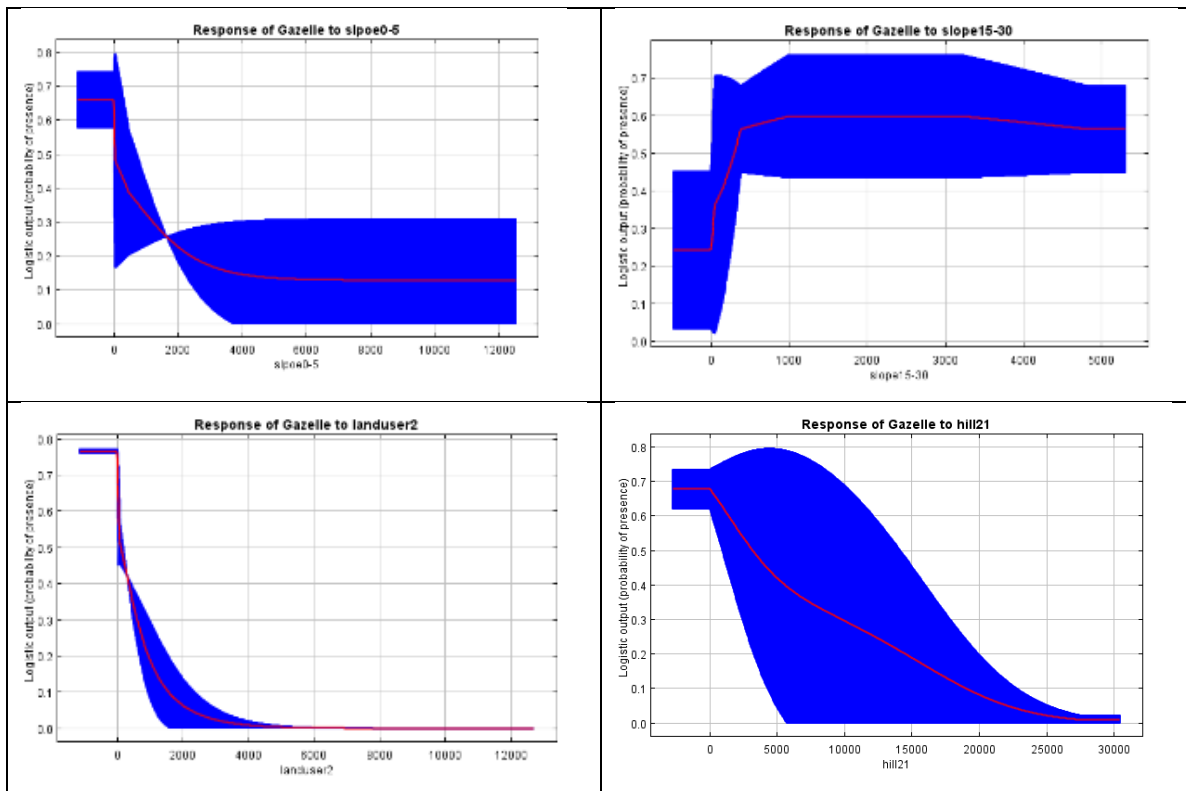 Response of Gazelle to slpoe0-5
Logistic output (probability of presence)
0.8
0.7
0.6
0.5
0.4
0.3
0.2
0.1
0.0
0 2000 4000 6000 8000 10000 12000
slpoe0-5
Response of Gazelle to slope15-30
Logistic output (probability of presence)
0.7
0.6
0.5
0.4
0.3
0.2
0.1
0.0
0 1000 2000 3000 4000 5000
slope15-30
Response of Gazelle to landuser2
Logistic output (probability of presence)
0.8
0.7
0.6
0.5
0.4
0.3
0.2
0.1
0.0
0 2000 4000 6000 8000 10000 12000
landuser2
Response of Gazelle to hill21
Logistic output (probability of presence)
0.8
0.7
0.6
0.5
0.4
0.3
0.2
0.1
0.0
0 5000 10000 15000 20000 25000 30000
hill21